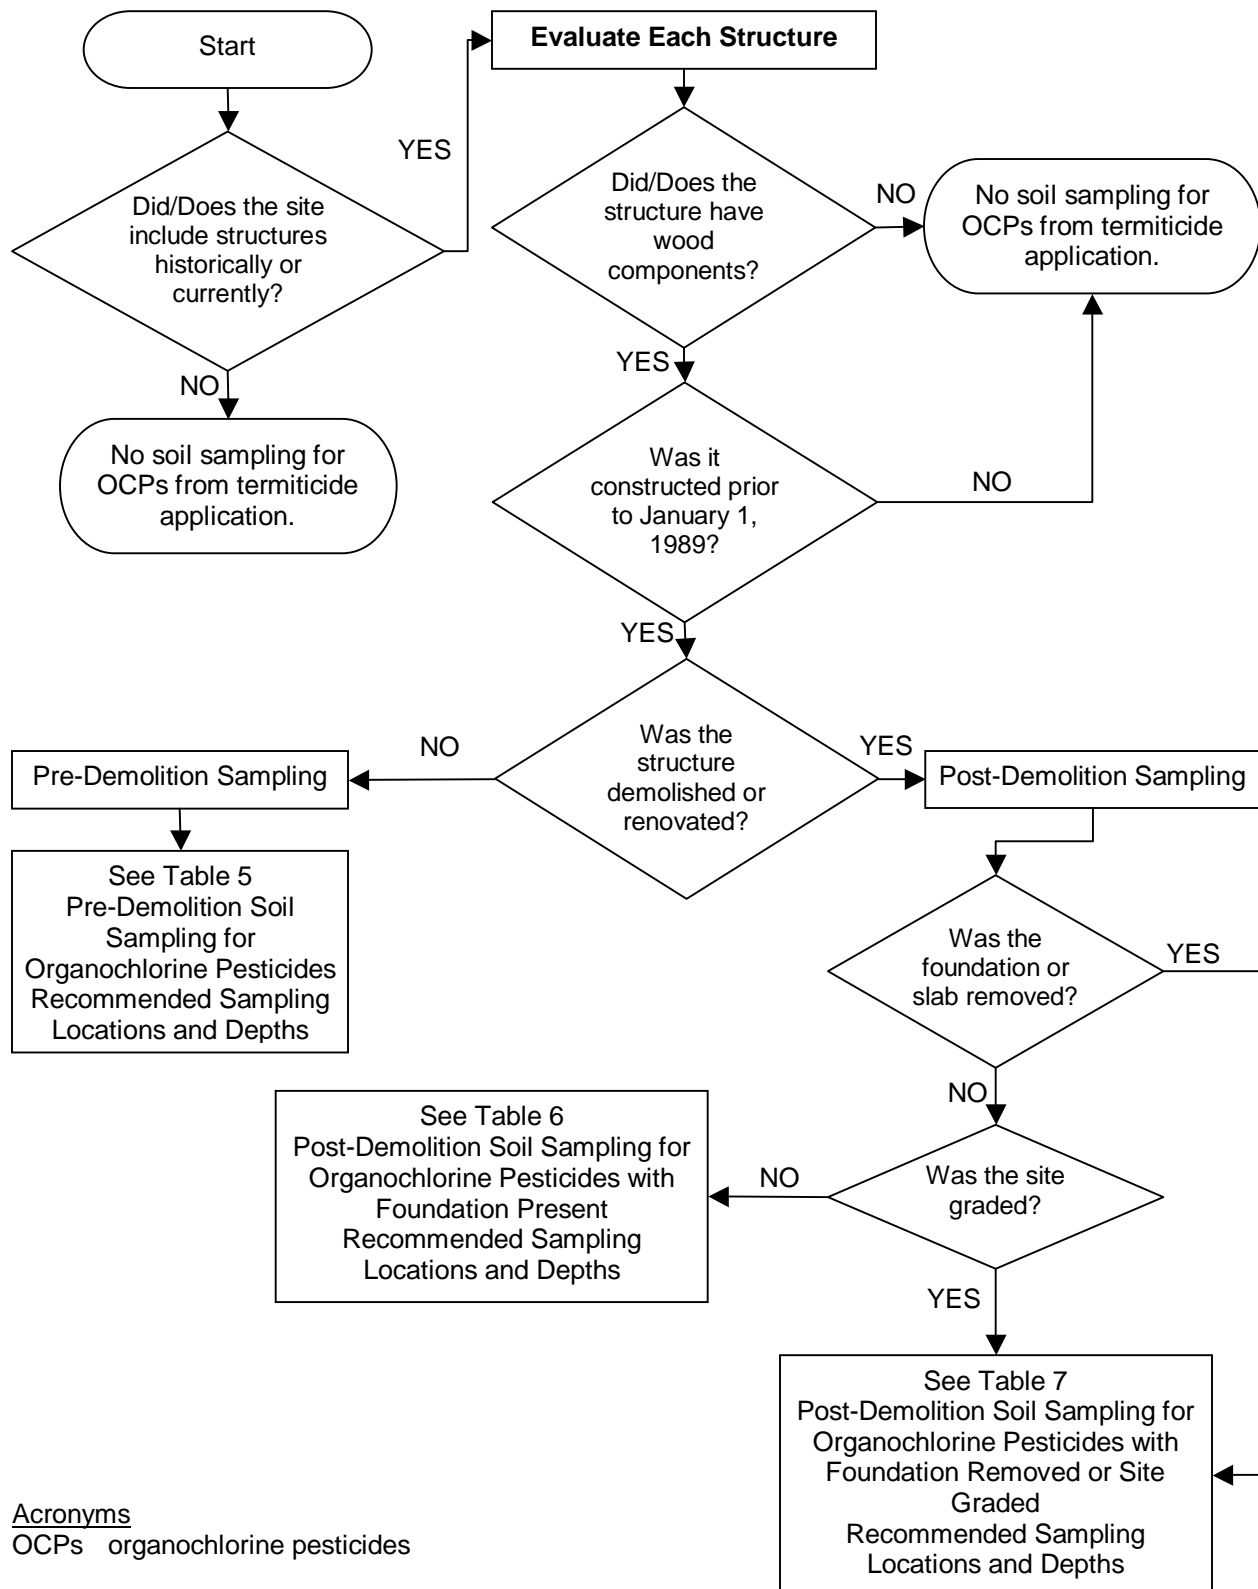 Start
Evaluate Each Structure
YES
Did/Does the site
include structures
historically or
currently?
Did/Does the
structure have
wood
components?
NO
No soil sampling for
OCPs from termiticide
application.
NO
No soil sampling for
OCPs from termiticide
application.
YES
Was it
constructed prior
to January 1,
1989?
NO
YES
Was the
structure
demolished or
renovated?
NO
Pre-Demolition Sampling
YES
Post-Demolition Sampling
See Table 5
Pre-Demolition Soil
Sampling for
Organochlorine Pesticides
Recommended Sampling
Locations and Depths
Was the
foundation or
slab removed?
YES
NO
See Table 6
Post-Demolition Soil Sampling for
Organochlorine Pesticides with
Foundation Present
Recommended Sampling
Locations and Depths
NO
Was the site
graded?
YES
See Table 7
Post-Demolition Soil Sampling for
Organochlorine Pesticides with
Foundation Removed or Site
Graded
Recommended Sampling
Locations and Depths
Acronyms
OCPs organochlorine pesticides